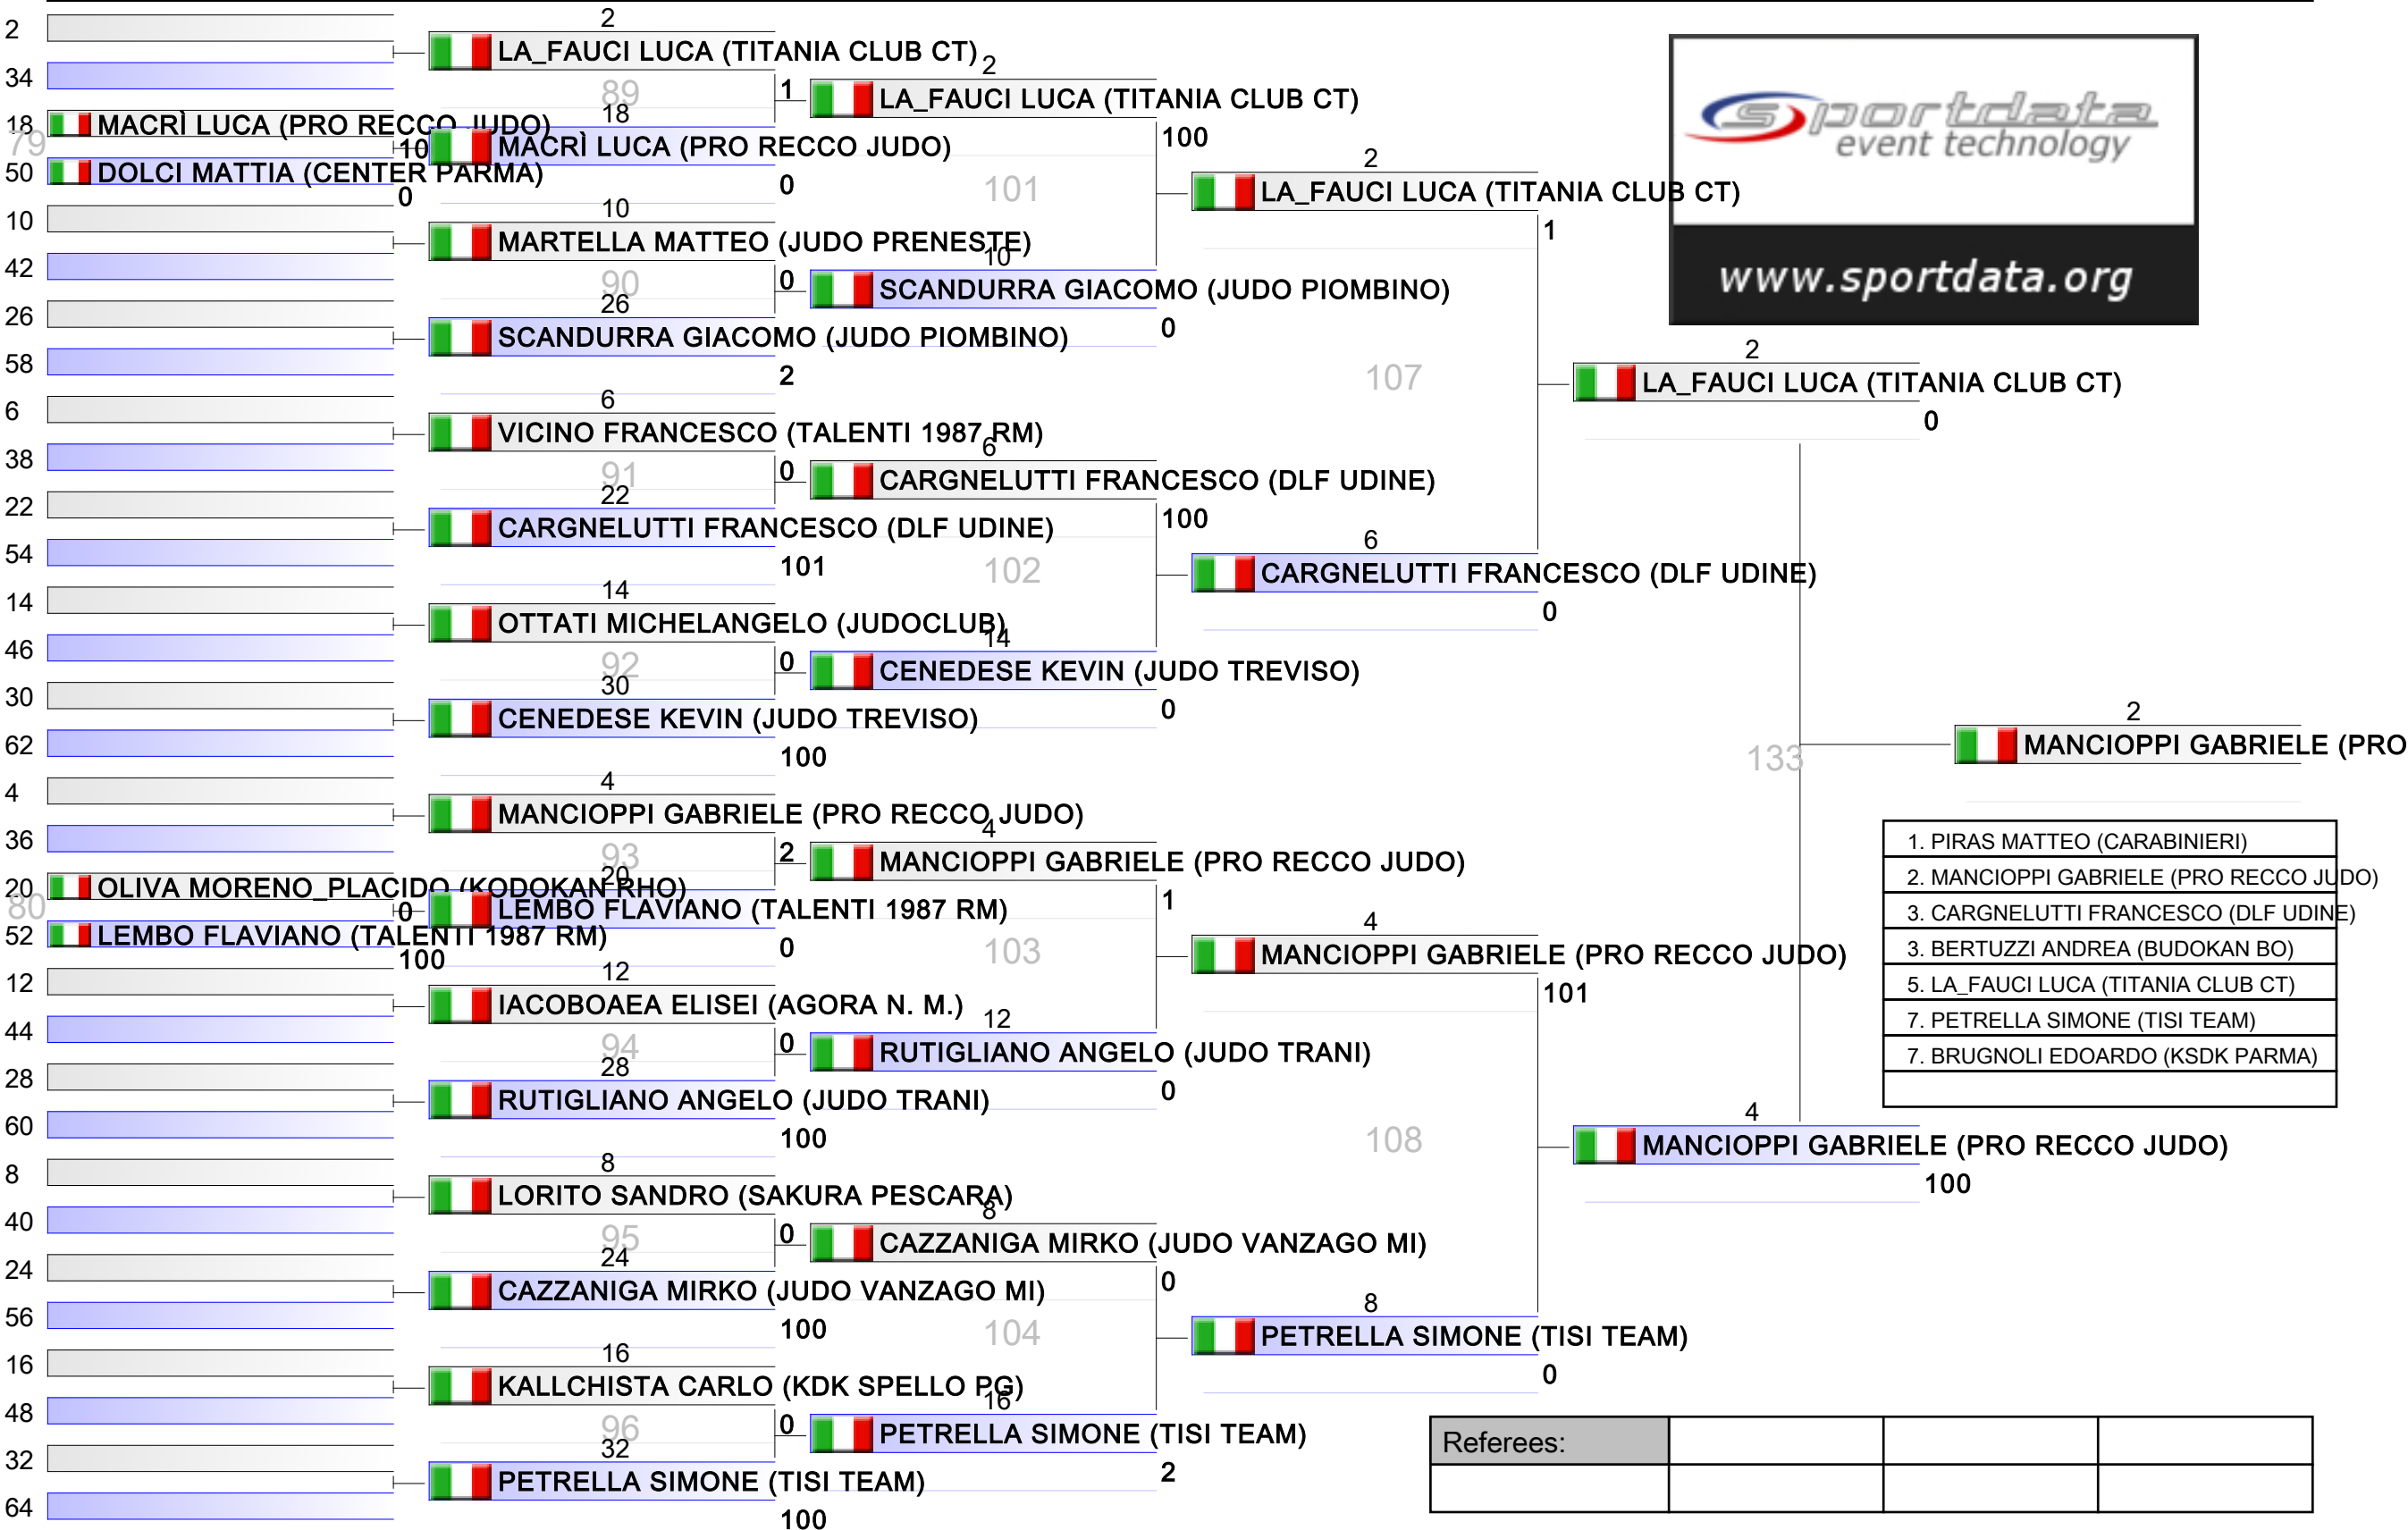 2
34
18
50
79
MACRÌ LUCA (PRO RECCO JUDO)
10
DOLCI MATTIA (CENTER PARMA)
0
10
42
26
58
6
38
22
54
14
46
30
62
4
36
20
52
80
OLIVA MORENO_PLACIDO (KODOKAN RHO)
0
LEMBO FLAVIANO (TALENTI 1987 RM)
100
12
44
28
60
8
40
24
56
16
48
32
64
2
LA_FAUCI LUCA (TITANIA CLUB CT)
1
89
18
MACRÌ LUCA (PRO RECCO JUDO)
0
10
MARTELLA MATTEO (JUDO PRENESTE)
0
90
26
SCANDURRA GIACOMO (JUDO PIOMBINO)
2
6
VICINO FRANCESCO (TALENTI 1987 RM)
0
91
22
CARGNELUTTI FRANCESCO (DLF UDINE)
101
14
OTTATI MICHELANGELO (JUDOCLUB)
0
92
30
CENEDESE KEVIN (JUDO TREVISO)
100
4
MANCIOPPI GABRIELE (PRO RECCO JUDO)
2
93
20
LEMBO FLAVIANO (TALENTI 1987 RM)
0
12
IACOBOAEA ELISEI (AGORA N. M.)
0
94
28
RUTIGLIANO ANGELO (JUDO TRANI)
100
8
LORITO SANDRO (SAKURA PESCARA)
0
95
24
CAZZANIGA MIRKO (JUDO VANZAGO MI)
100
16
KALLCHISTA CARLO (KDK SPELLO PG)
0
96
32
PETRELLA SIMONE (TISI TEAM)
100
2
LA_FAUCI LUCA (TITANIA CLUB CT)
100
101
10
SCANDURRA GIACOMO (JUDO PIOMBINO)
0
6
CARGNELUTTI FRANCESCO (DLF UDINE)
100
102
14
CENEDESE KEVIN (JUDO TREVISO)
0
4
MANCIOPPI GABRIELE (PRO RECCO JUDO)
1
103
12
RUTIGLIANO ANGELO (JUDO TRANI)
0
8
CAZZANIGA MIRKO (JUDO VANZAGO MI)
0
104
16
PETRELLA SIMONE (TISI TEAM)
2
2
LA_FAUCI LUCA (TITANIA CLUB CT)
1
107
6
CARGNELUTTI FRANCESCO (DLF UDINE)
0
4
MANCIOPPI GABRIELE (PRO RECCO JUDO)
101
108
8
PETRELLA SIMONE (TISI TEAM)
0
sportdata
event technology
www.sportdata.org
2
LA_FAUCI LUCA (TITANIA CLUB CT)
0
133
4
MANCIOPPI GABRIELE (PRO RECCO JUDO)
100
2
MANCIOPPI GABRIELE (PRO
1. PIRAS MATTEO (CARABINIERI)
2. MANCIOPPI GABRIELE (PRO RECCO JUDO)
3. CARGNELUTTI FRANCESCO (DLF UDINE)
3. BERTUZZI ANDREA (BUDOKAN BO)
5. LA_FAUCI LUCA (TITANIA CLUB CT)
7. PETRELLA SIMONE (TISI TEAM)
7. BRUGNOLI EDOARDO (KSDK PARMA)
Referees: